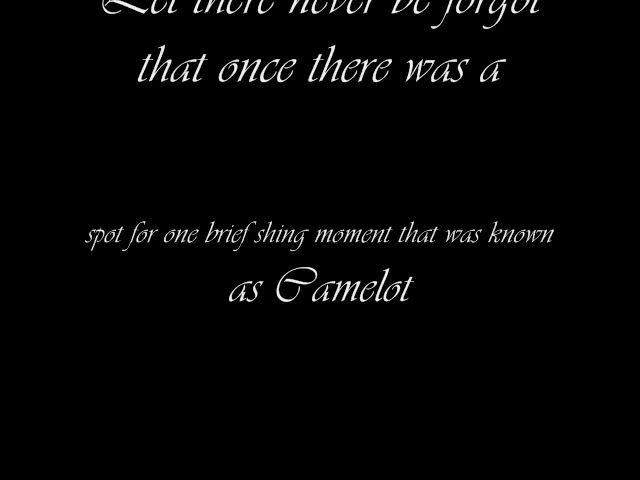 Let there never be forgot
that once there was a
spot for one brief shing moment that was known
as Camelot